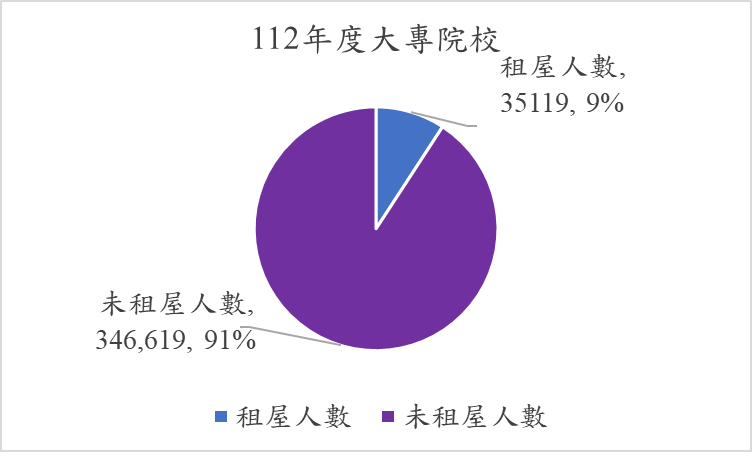 112年度大專院校
租屋人數,
35119, 9%
未租屋人數,
346,619, 91%
租屋人數 未租屋人數